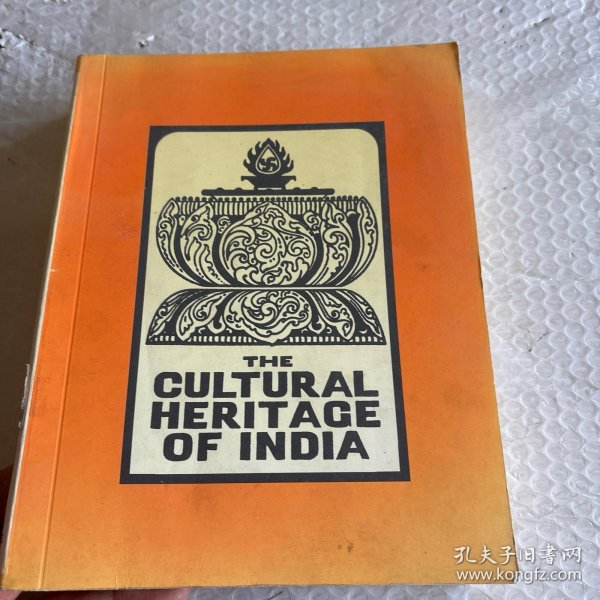 THE
CULTURAL
HERITAGE
OF INDIA
孔夫子旧书网
www.kongfz.com